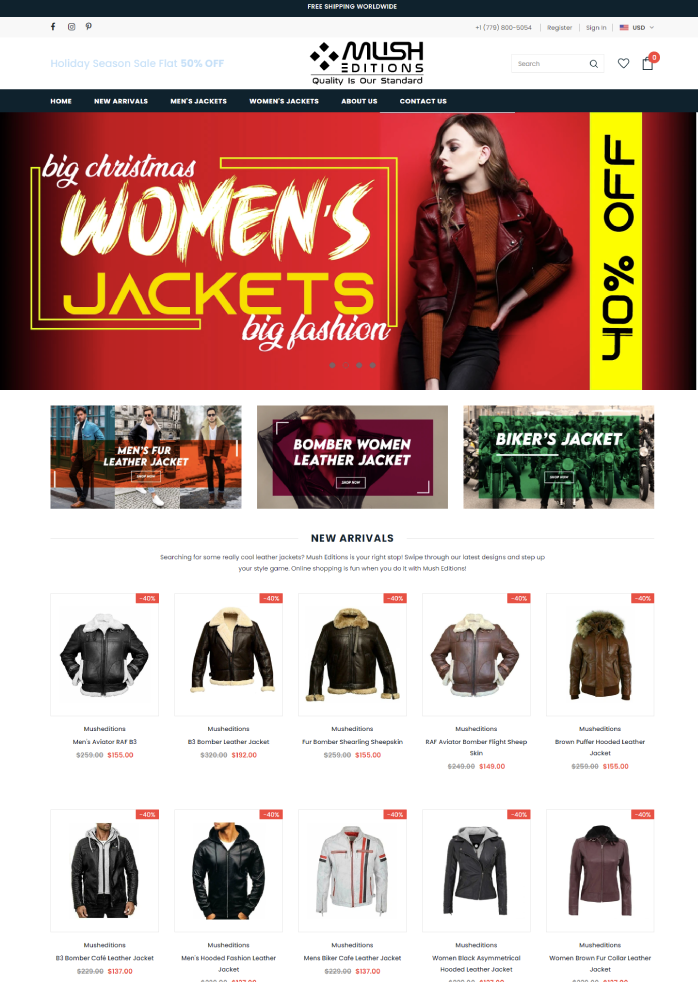 FREE SHIPPING WORLDWIDE
+1 (779) 800-5054 Register Sign In USD
Holiday Season Sale Flat 50% OFF
MUSH
EDITIONS
Quality Is Our Standard
Search
0
HOME NEW ARRIVALS MEN'S JACKETS WOMEN'S JACKETS ABOUT US CONTACT US
big christmas
WOMEN'S
JACKETS
big fashion
40% OFF
MEN'S FUR
LEATHER JACKET
SHOP NOW
BOMBER WOMEN
LEATHER JACKET
SHOP NOW
BIKER'S JACKET
SHOP NOW
NEW ARRIVALS
Searching for some really cool leather jackets? Mush Editions is your right stop! Swipe through our latest designs and step up
your style game. Online shopping is fun when you do it with Mush Editions!
-40% -40% -40% -40% -40%
Musheditions
Men's Aviator RAF B3
$259.00 $155.00
Musheditions
B3 Bomber Leather Jacket
$320.00 $192.00
Musheditions
Fur Bomber Shearling Sheepskin
$259.00 $155.00
Musheditions
RAF Aviator Bomber Flight Sheep
Skin
$249.00 $149.00
Musheditions
Brown Puffer Hooded Leather
Jacket
$259.00 $155.00
-40% -40% -40% -40% -40%
Musheditions
B3 Bomber Café Leather Jacket
$229.00 $137.00
Musheditions
Men's Hooded Fashion Leather
Jacket
Musheditions
Mens Biker Cafe Leather Jacket
$229.00 $137.00
Musheditions
Women Black Asymmetrical
Hooded Leather Jacket
Musheditions
Women Brown Fur Collar Leather
Jacket